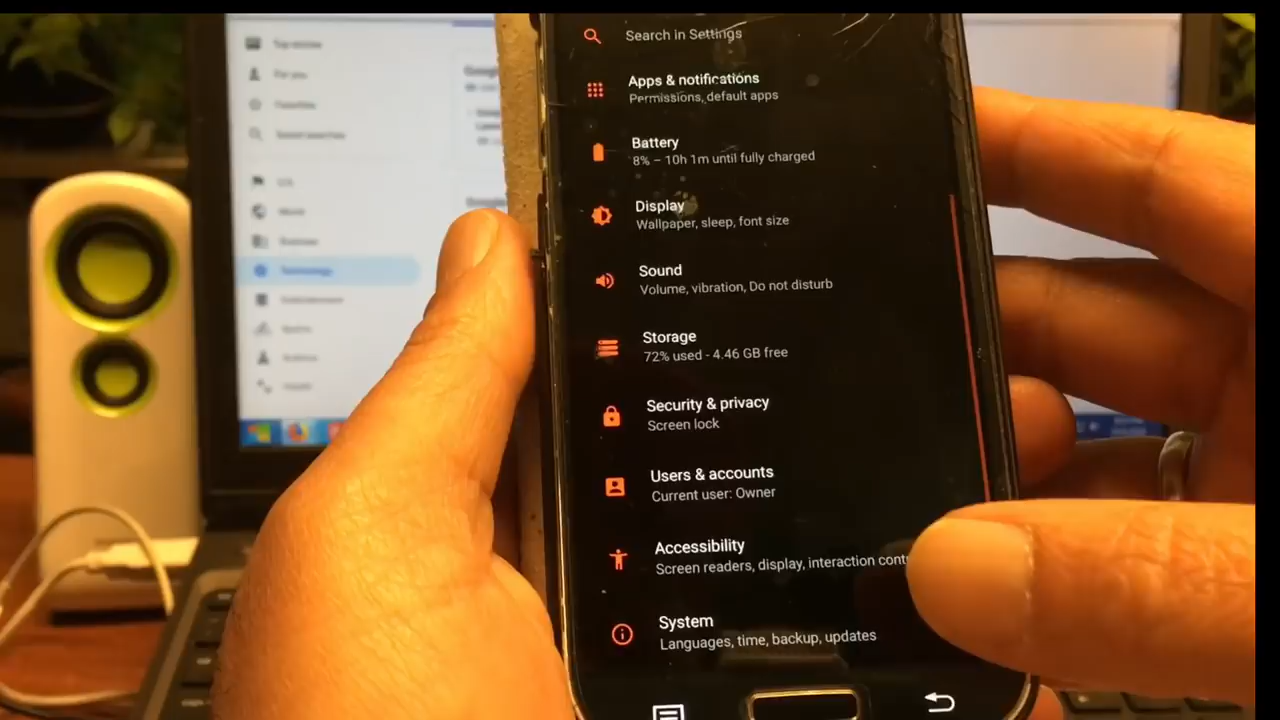 Search in Settings
Apps & notifications
Permissions, default apps
Battery
8% – 10h 1m until fully charged
Display
Wallpaper, sleep, font size
Sound
Volume, vibration, Do not disturb
Storage
72% used - 4.46 GB free
Security & privacy
Screen lock
Users & accounts
Current user: Owner
Accessibility
Screen readers, display, interaction
System
Languages, time, backup, updates